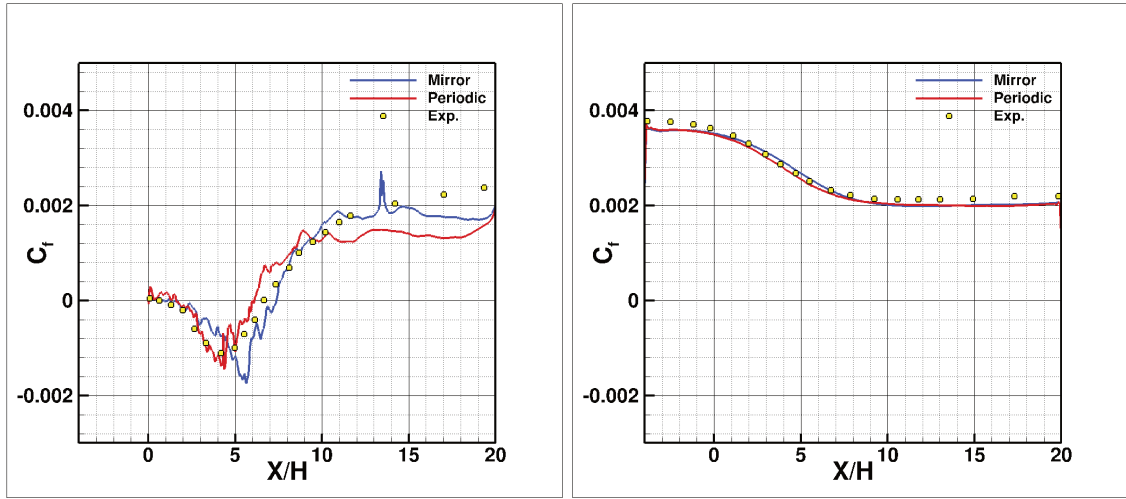 Mirror
Periodic
Exp.
0.004
0.002
0
-0.002
Cf
0 5 10 15 20
X/H
Mirror
Periodic
Exp.
0.004
0.002
0
-0.002
Cf
0 5 10 15 20
X/H